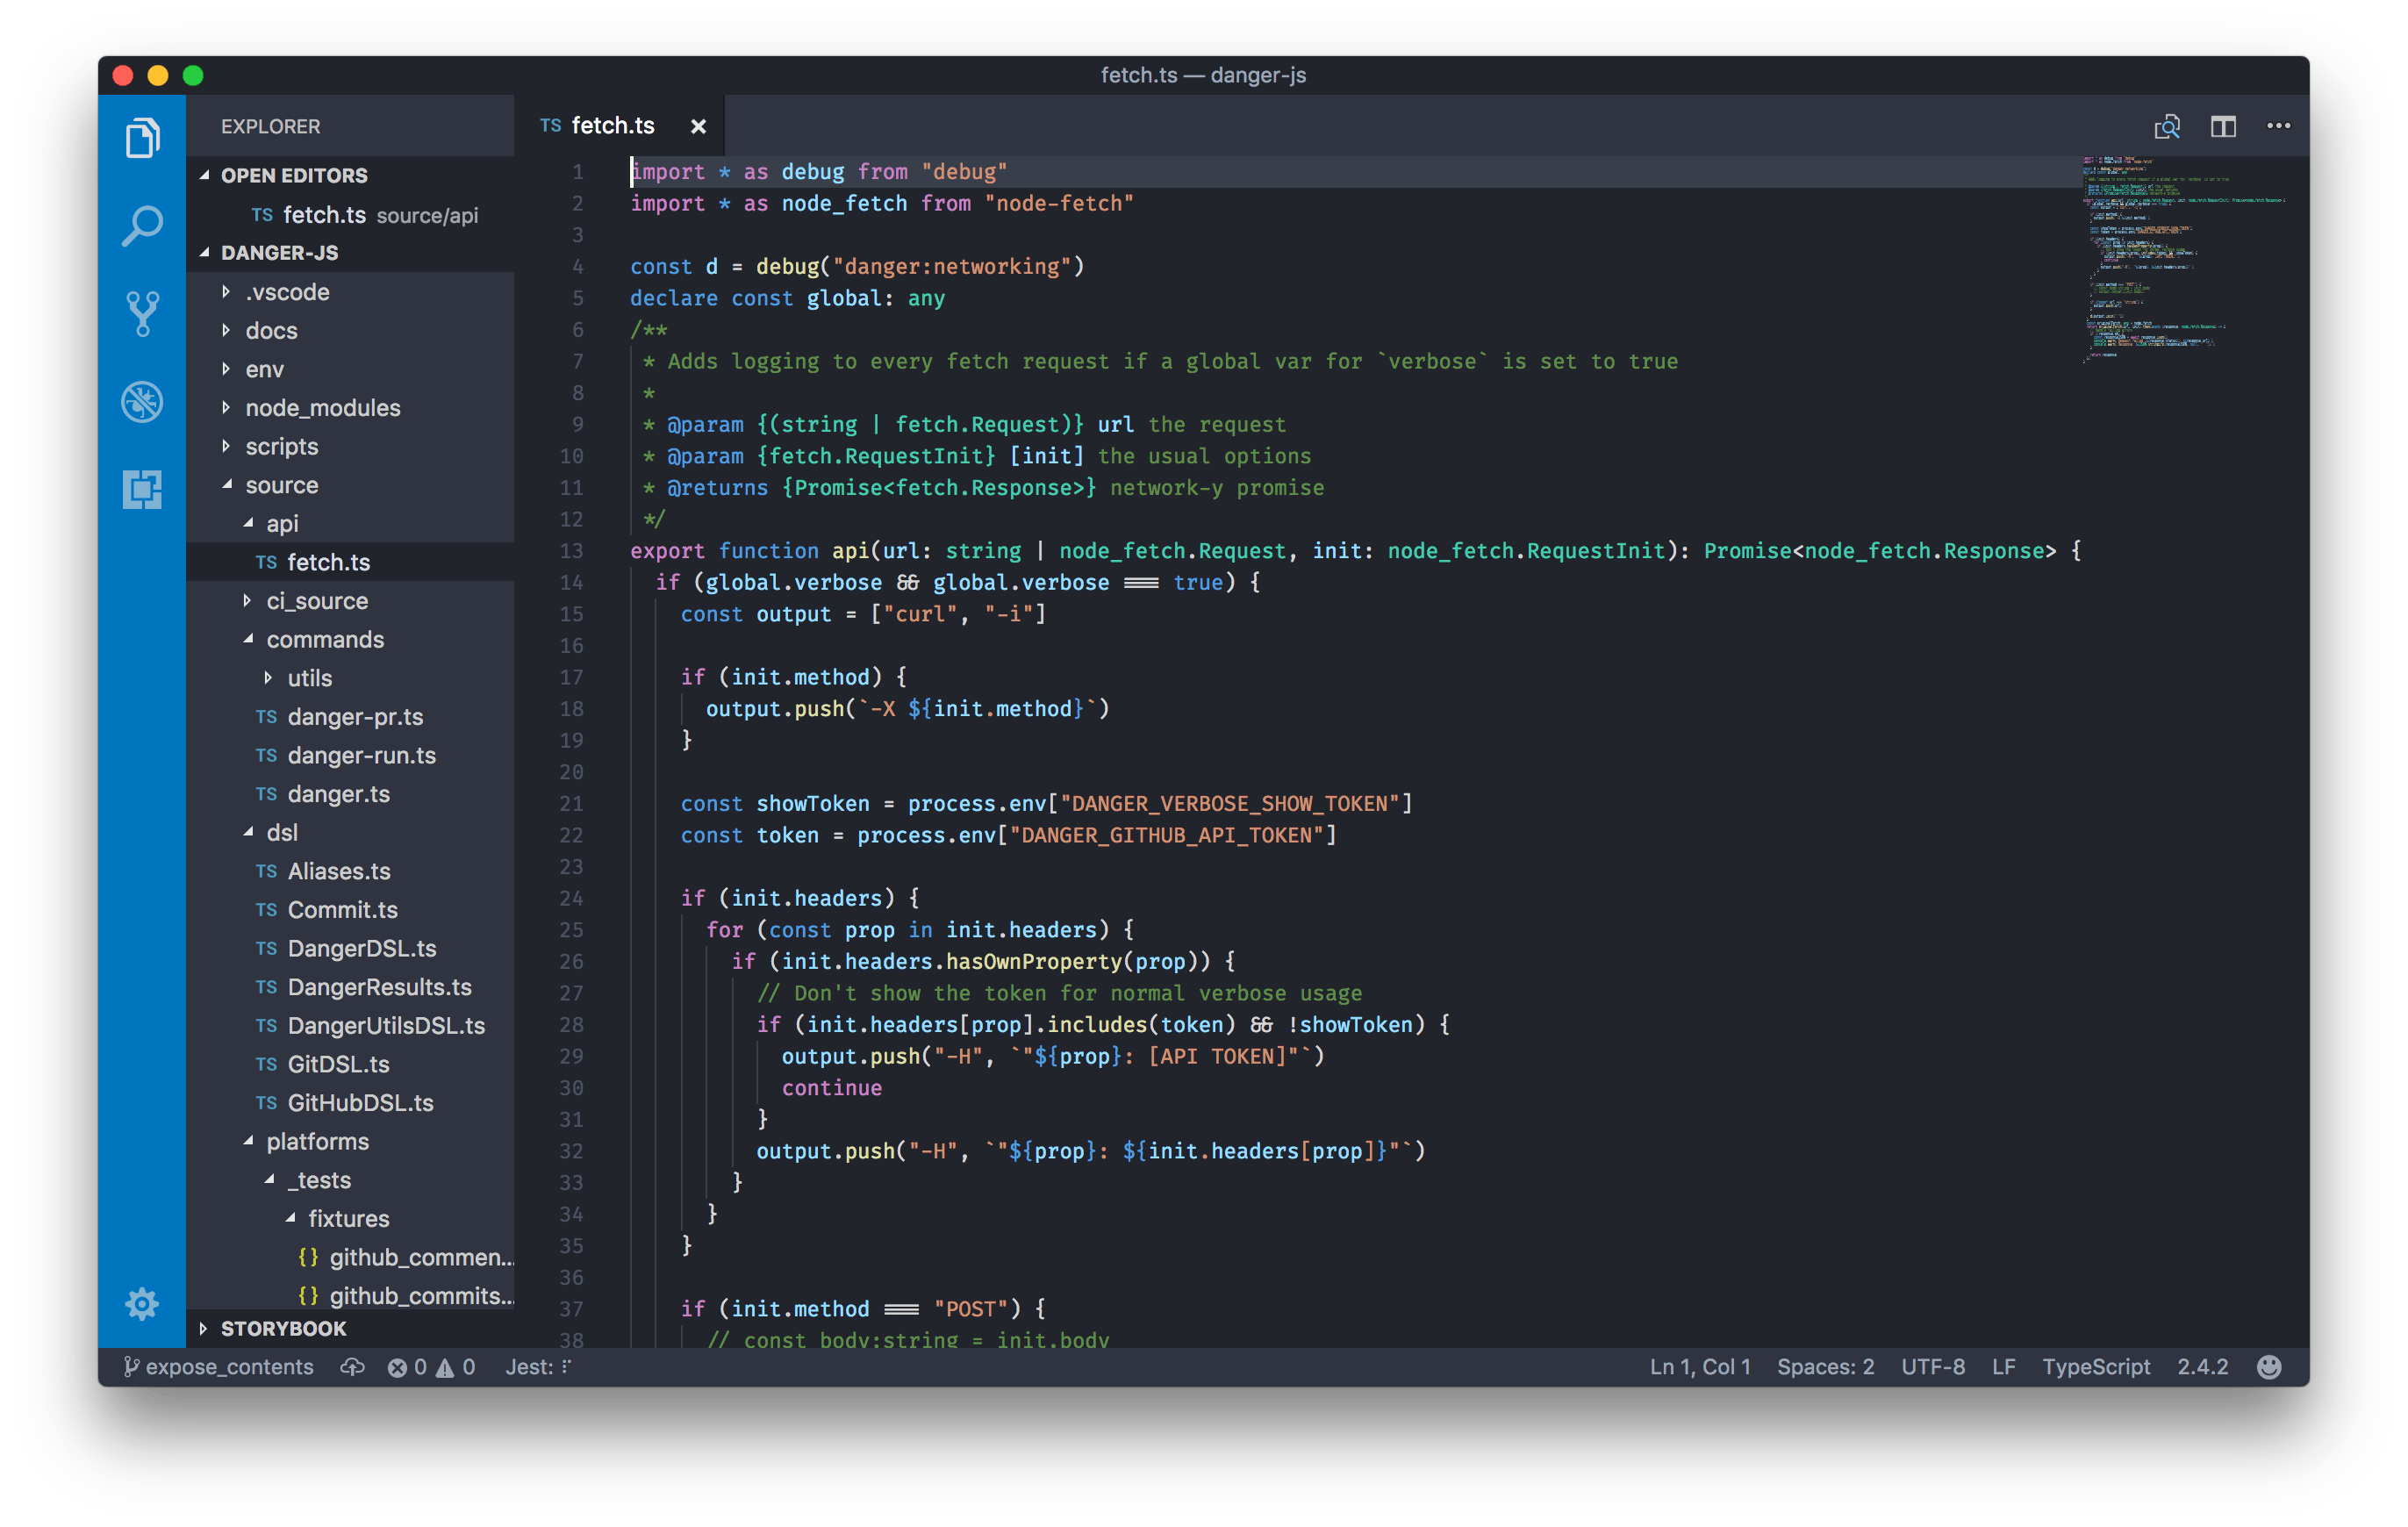 fetch.ts — danger-js
EXPLORER
OPEN EDITORS
TS fetch.ts source/api
DANGER-JS
.vscode
docs
env
node_modules
scripts
source
api
TS fetch.ts
ci_source
commands
utils
TS danger-pr.ts
TS danger-run.ts
TS danger.ts
dsl
TS Aliases.ts
TS Commit.ts
TS DangerDSL.ts
TS DangerResults.ts
TS DangerUtilsDSL.ts
TS GitDSL.ts
TS GitHubDSL.ts
platforms
_tests
fixtures
{} github_commen...
{} github_commits...
STORYBOOK
TS fetch.ts ×
1 import * as debug from "debug"
2 import * as node_fetch from "node-fetch"
3
4 const d = debug("danger:networking")
5 declare const global: any
6 /**
7 * Adds logging to every fetch request if a global var for `verbose` is set to true
8 *
9 * @param {(string | fetch.Request)} url the request
10 * @param {fetch.RequestInit} [init] the usual options
11 * @returns {Promise<fetch.Response>} network-y promise
12 */
13 export function api(url: string | node_fetch.Request, init: node_fetch.RequestInit): Promise<node_fetch.Response> {
14 if (global.verbose && global.verbose === true) {
15 const output = ["curl", "-i"]
16
17 if (init.method) {
18 output.push(`-X ${init.method}`)
19 }
20
21 const showToken = process.env["DANGER_VERBOSE_SHOW_TOKEN"]
22 const token = process.env["DANGER_GITHUB_API_TOKEN"]
23
24 if (init.headers) {
25 for (const prop in init.headers) {
26 if (init.headers.hasOwnProperty(prop)) {
27 // Don't show the token for normal verbose usage
28 if (init.headers[prop].includes(token) && !showToken) {
29 output.push("-H", `"${prop}: [API TOKEN]"`)
30 continue
31 }
32 output.push("-H", `"${prop}: ${init.headers[prop]}"`)
33 }
34 }
35 }
36
37 if (init.method === "POST") {
38 // const body:string = init.body
expose_contents 0 0 Jest:
Ln 1, Col 1 Spaces: 2 UTF-8 LF TypeScript 2.4.2